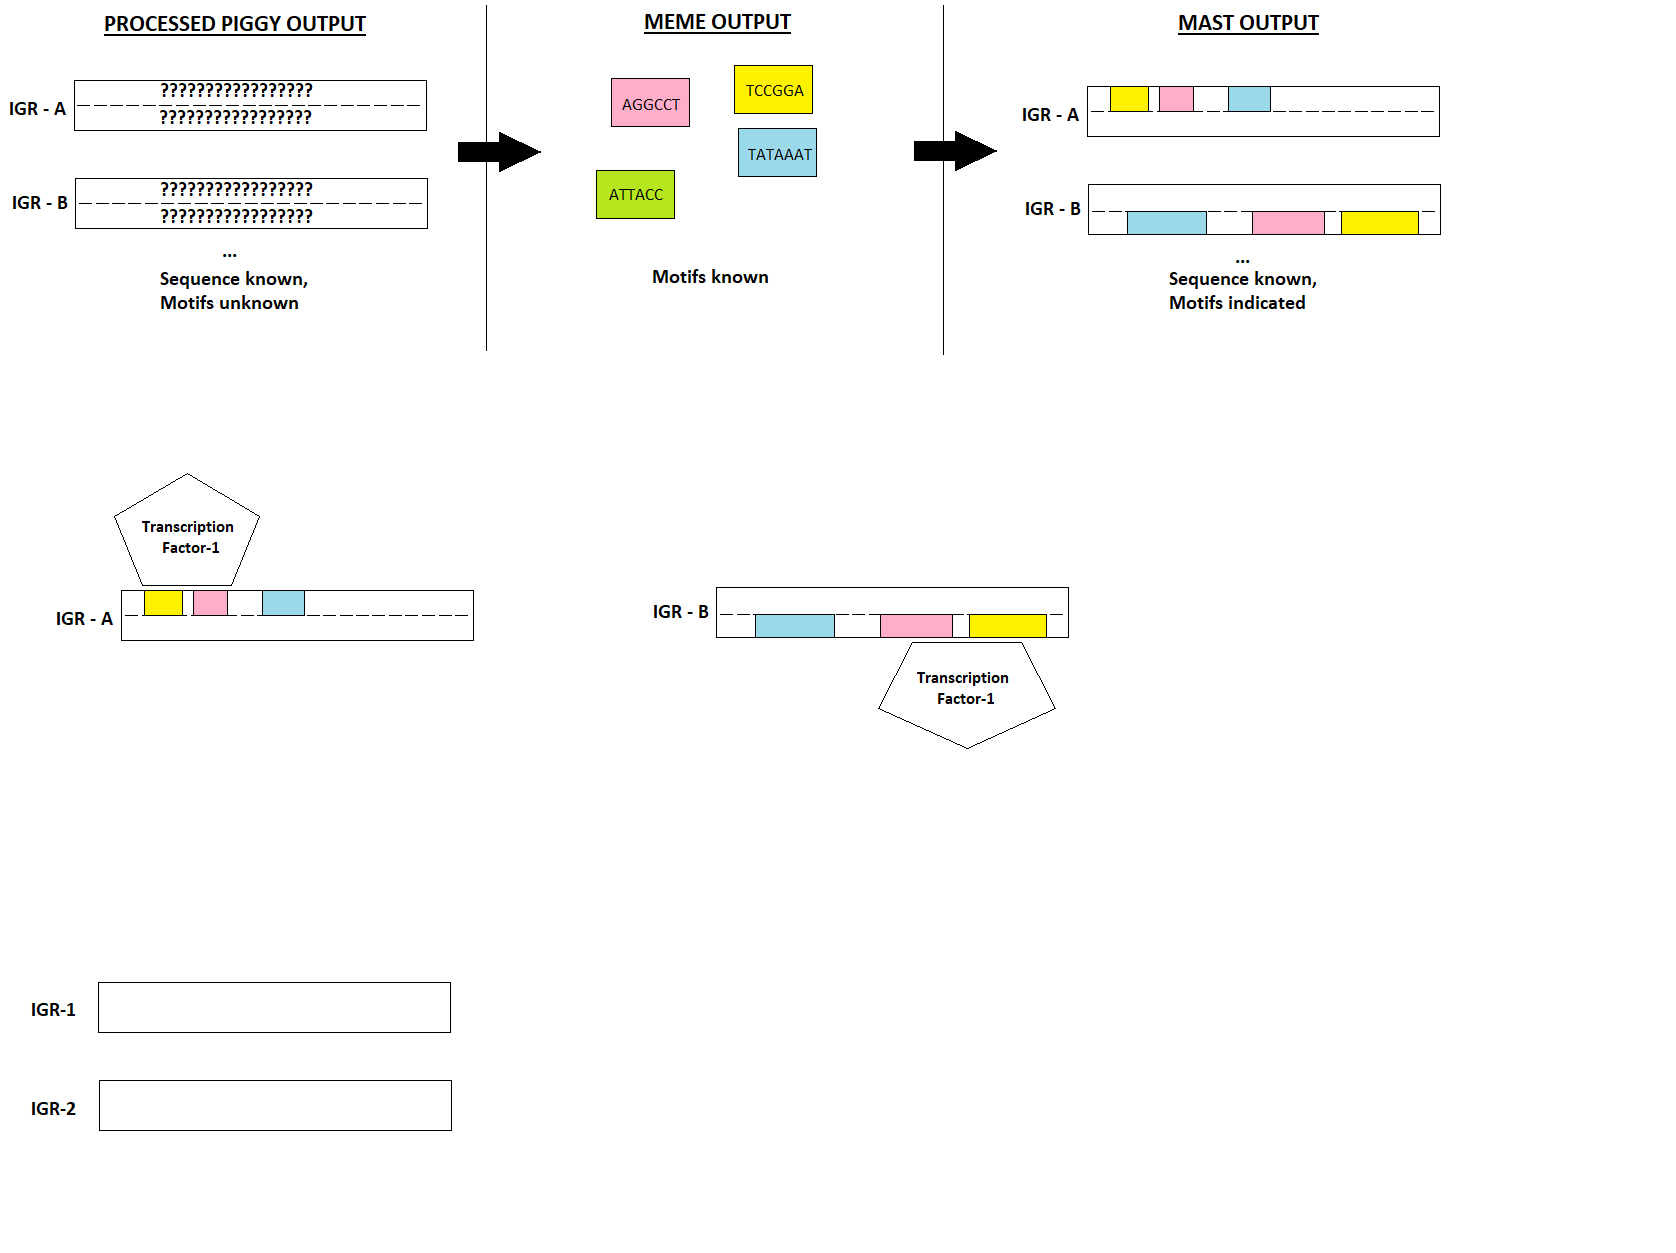 PROCESSED PIGGY OUTPUT
MEME OUTPUT
MAST OUTPUT
IGR - A
?????????????????
?????????????????
IGR - B
?????????????????
?????????????????
...
Sequence known,
Motifs unknown
AGGCCT
TCCGGA
TATAAAT
ATTACC
Motifs known
IGR - A
IGR - B
...
Sequence known,
Motifs indicated
Transcription
Factor-1
IGR - A
IGR - B
Transcription
Factor-1
IGR-1
IGR-2